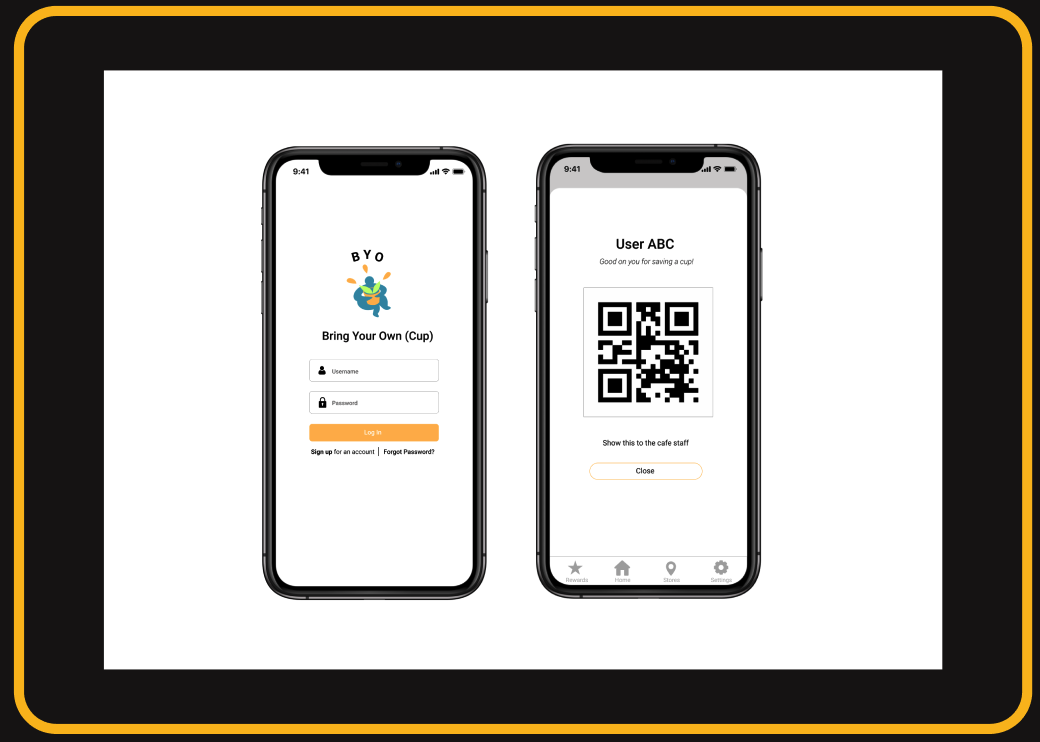 9:41
BYO
Bring Your Own (Cup)
Username
Password
Log in
Sign up for an account | Forgot Password?
9:41
User ABC
Good on you for saving a cup!
Show this to the cafe staff
Close
Rewards
Home
Stores
Settings